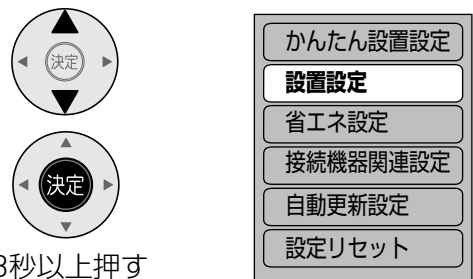 決定
決定
3秒以上押す
かんたん設置設定
設置設定
省エネ設定
接続機器関連設定
自動更新設定
設定リセット